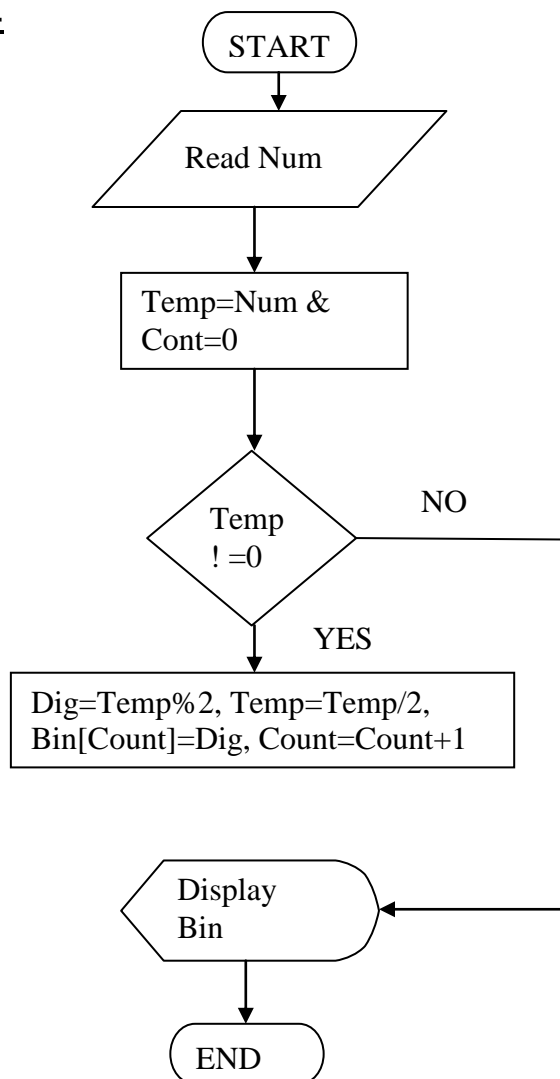 START
Read Num
Temp=Num &
Cont=0
Temp
! =0
NO
YES
Dig=Temp%2, Temp=Temp/2,
Bin[Count]=Dig, Count=Count+1
Display
Bin
END